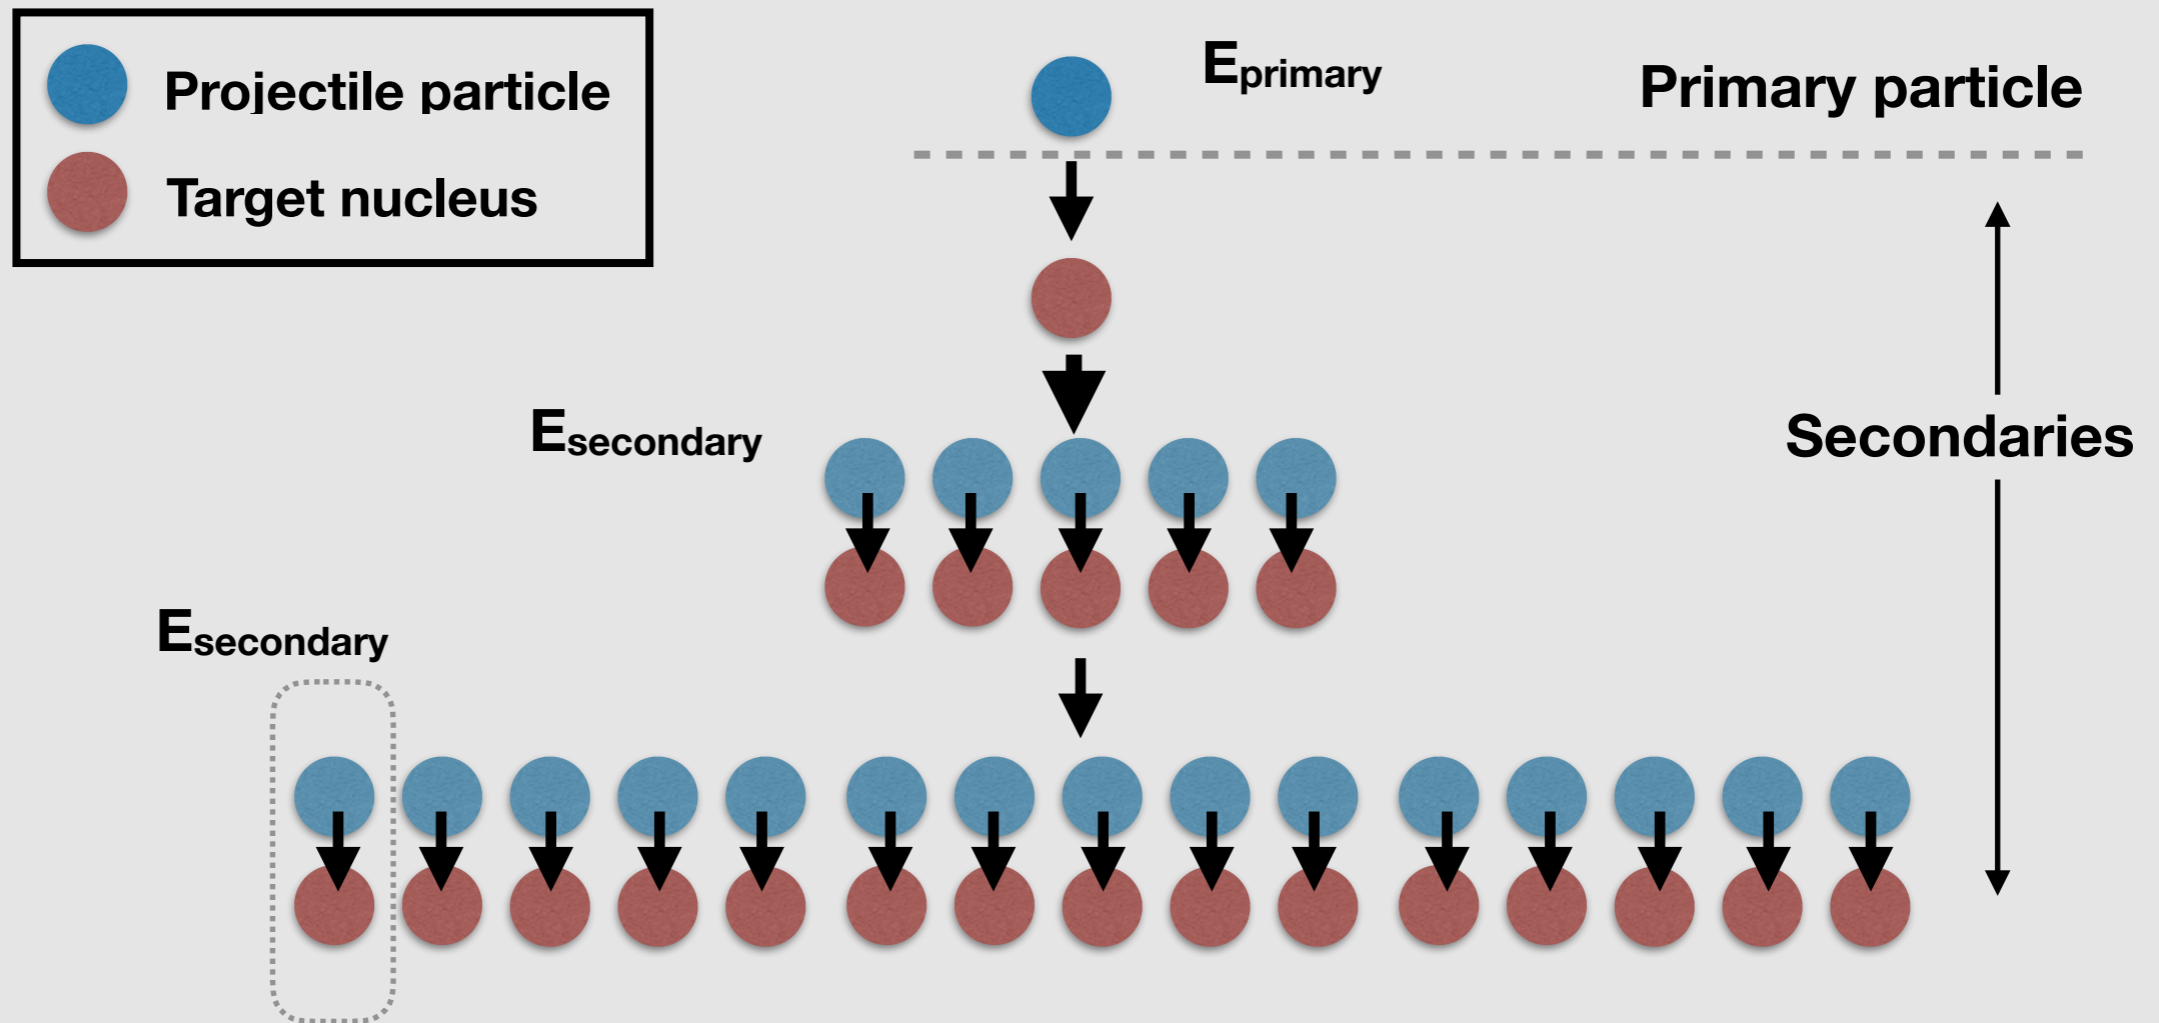 Projectile particle
Target nucleus
Eprimary
Primary particle
Esecondary
Secondaries
Esecondary